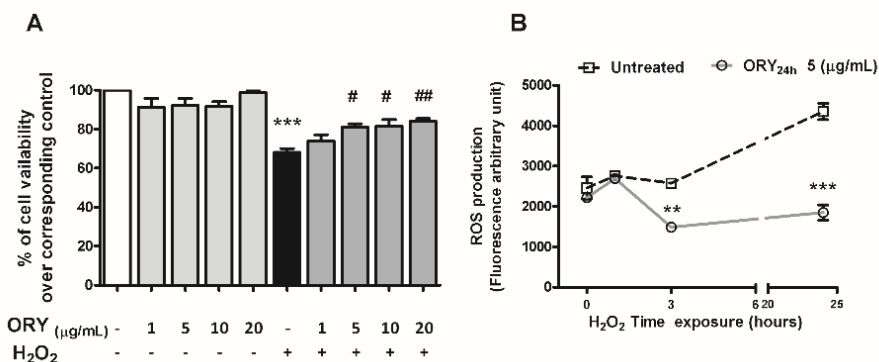 A
% of cell vailability
over corresponding control
100
80
60
40
20
0
***
#
#
##
ORY (μg/mL) - 1 5 10 20 - 1 5 10 20
H₂O₂ - - - - - + + + + +
B
Untreated ORY24h 5 (μg/mL)
ROS production
(Fluorescence arbitrary unit)
5000
4000
3000
2000
1000
0
**
***
0 3 6 20 25
H₂O₂ Time exposure (hours)